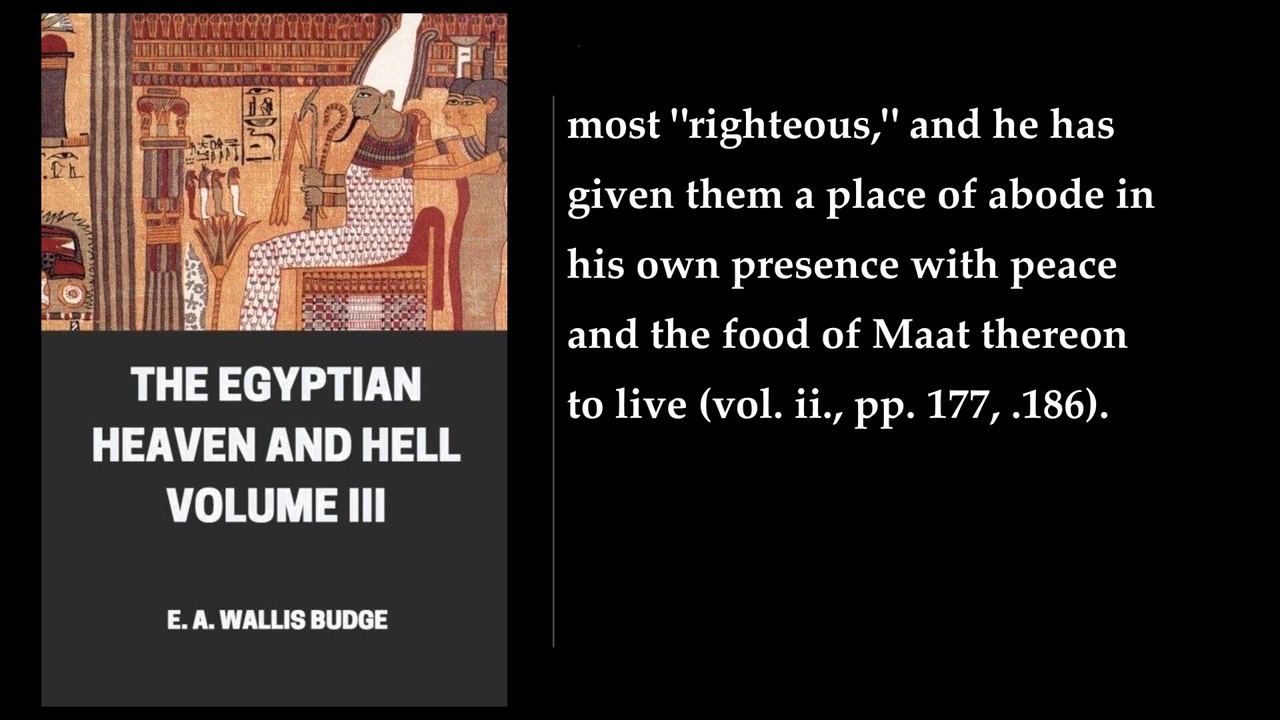 THE EGYPTIAN
HEAVEN AND HELL
VOLUME III
E. A. WALLIS BUDGE
most "righteous," and he has
given them a place of abode in
his own presence with peace
and the food of Maat thereon
to live (vol. ii., pp. 177, .186).